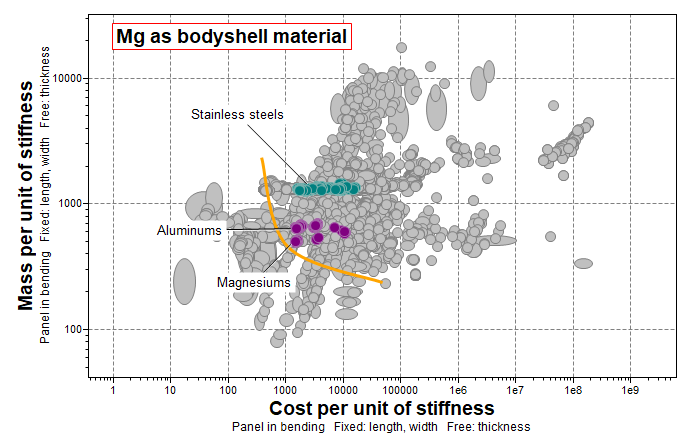 Mg as bodyshell material
Mass per unit of stiffness
Panel in bending   Fixed: length, width   Free: thickness
10000
1000
100
Stainless steels
Aluminums
Magnesiums
1 10 100 1000 10000 100000 1e6 1e7 1e8 1e9
Cost per unit of stiffness
Panel in bending   Fixed: length, width   Free: thickness